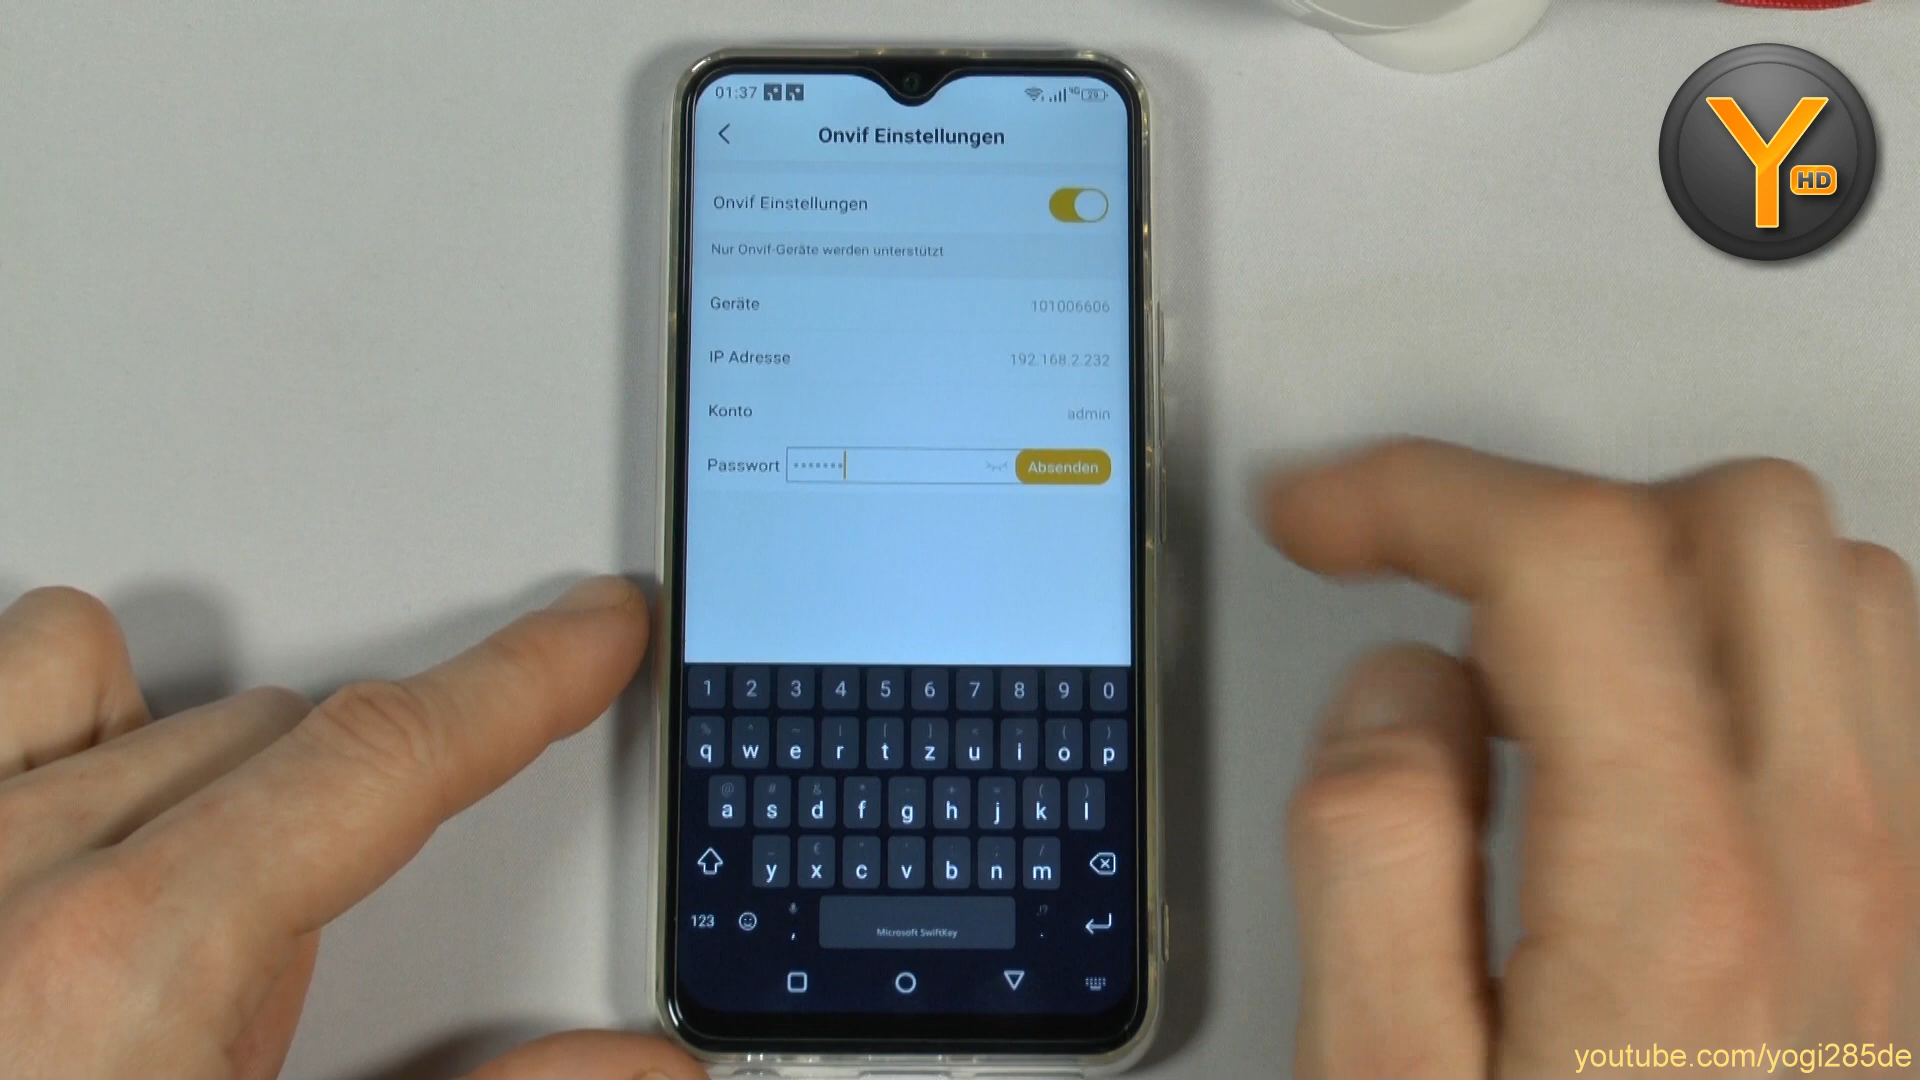 01:37
Onvif Einstellungen
Onvif Einstellungen
Nur Onvif-Geräte werden unterstützt
Geräte 101006606
IP Adresse 192.168.2.232
Konto admin
Passwort ••••••• Absenden
1 2 3 4 5 6 7 8 9 0
q w e r t z u i o p
a s d f g h j k l
y x c v b n m
123 , Microsoft SwiftKey .
Y HD
youtube.com/yogi285de